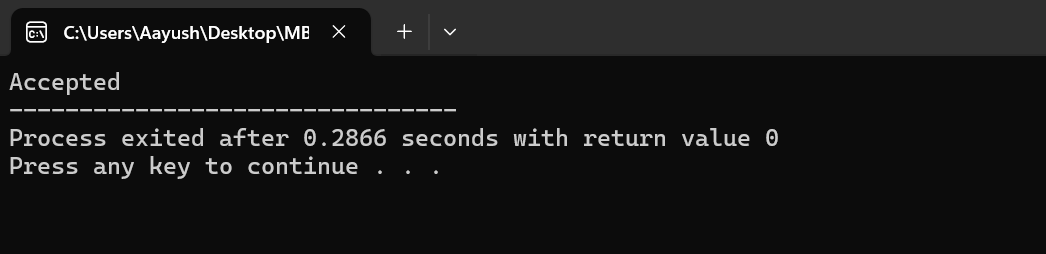 C:\Users\Aayush\Desktop\ME
Accepted
--------------------------------
Process exited after 0.2866 seconds with return value 0
Press any key to continue . . .